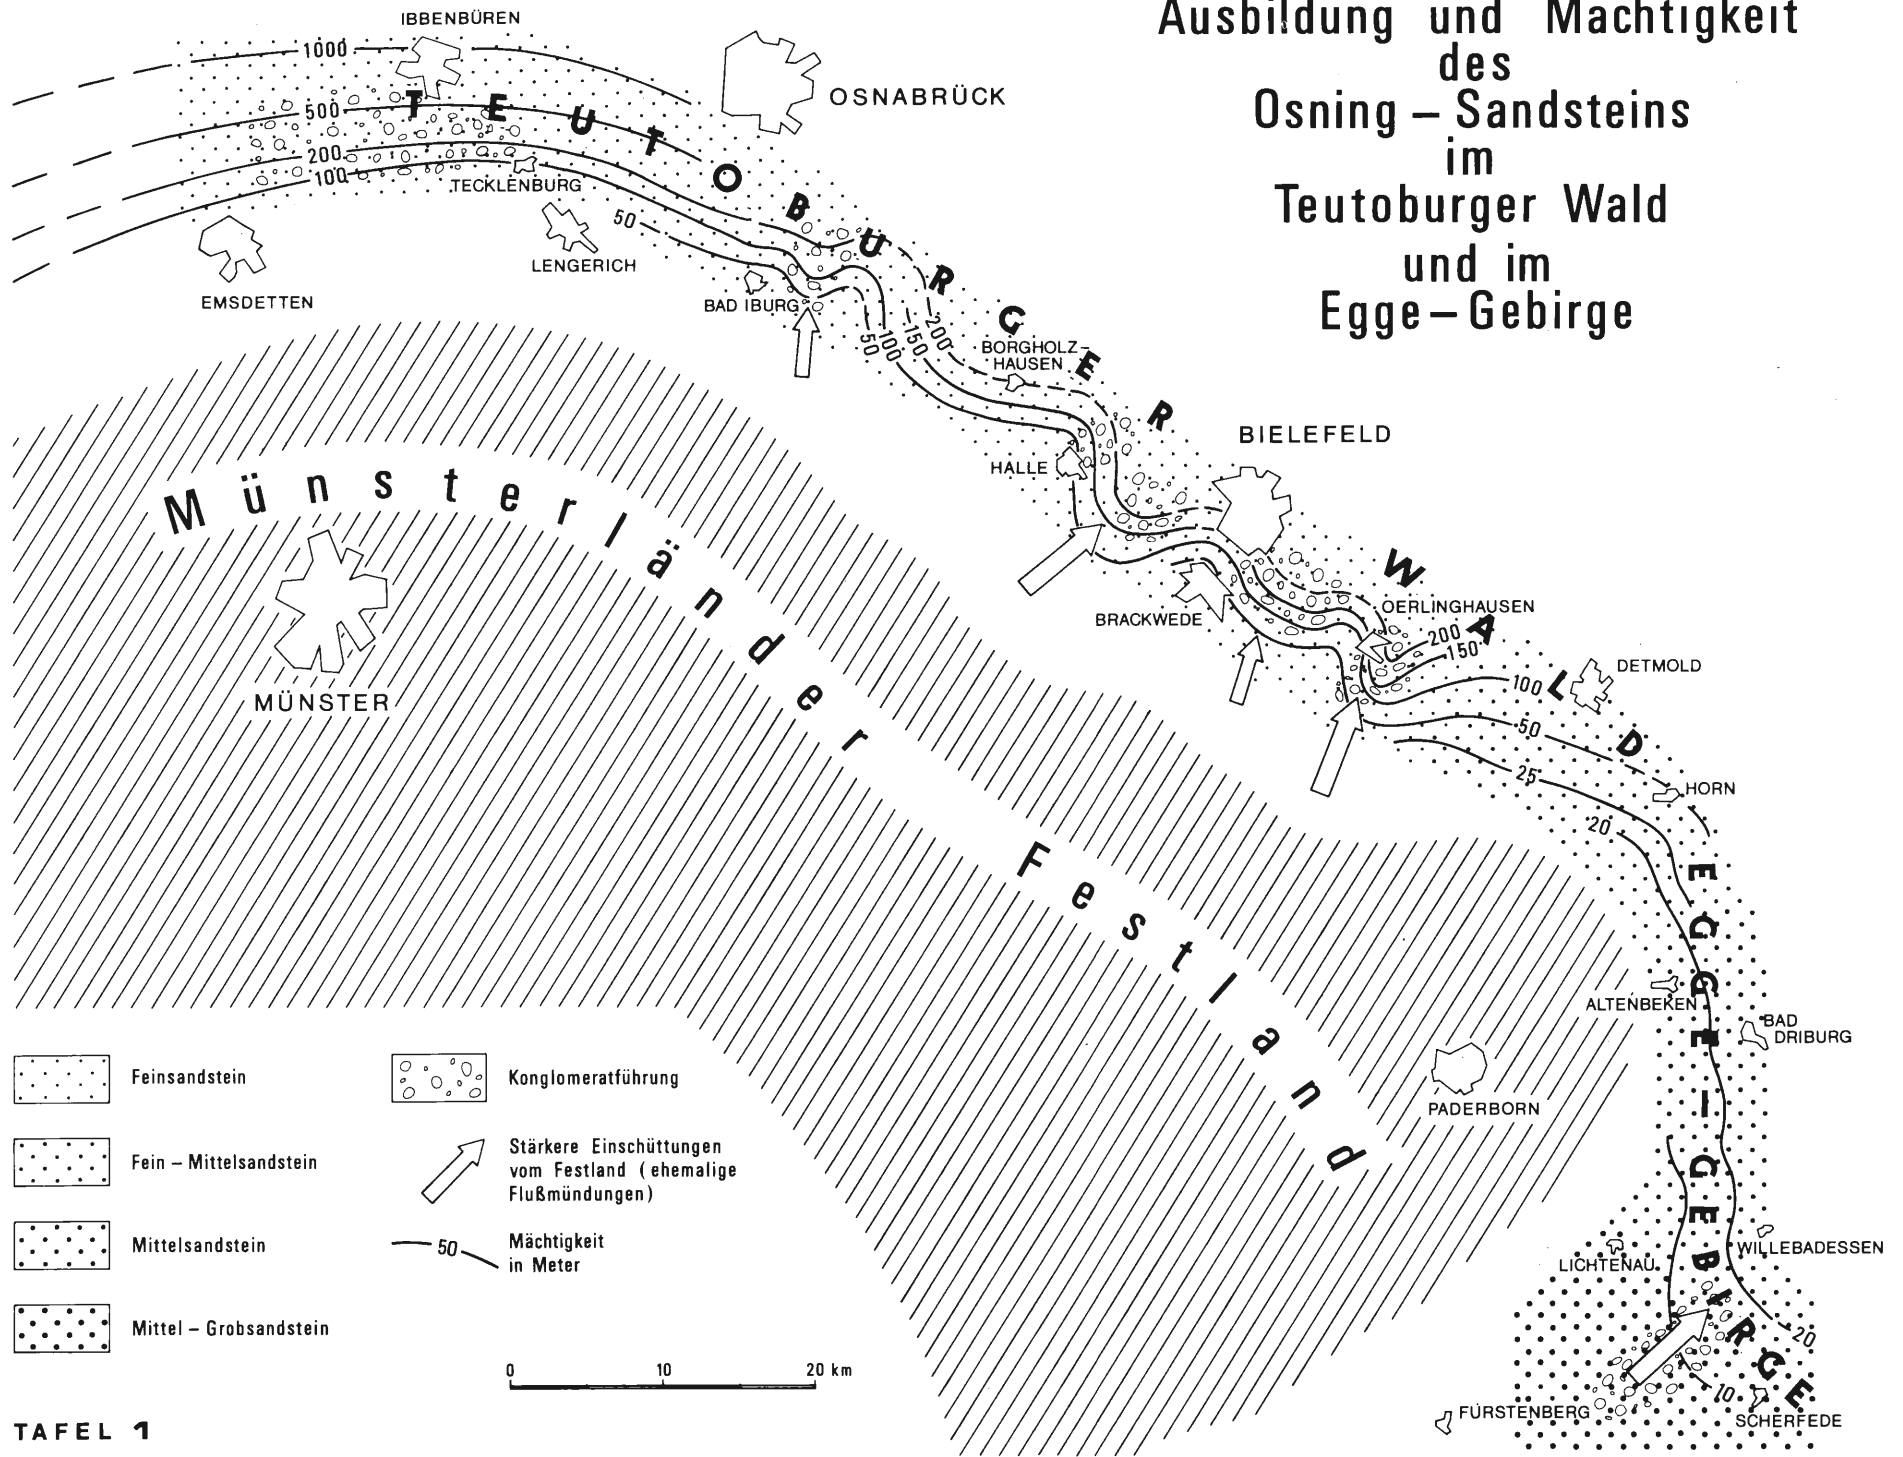 Ausbildung und Mächtigkeit
des
Osning – Sandsteins
im
Teutoburger Wald
und im
Egge – Gebirge
IBBENBÜREN
OSNABRÜCK
1000
500
200
100
50
TEUTOBURGER WALD
TECKLENBURG
LENGERICH
EMSDETTEN
BAD IBURG
50
100
150
200
BORGHOLZ-
HAUSEN
BIELEFELD
HALLE
BRACKWEDE
OERLINGHAUSEN
200
150
100
50
25
20
DETMOLD
HORN
Münsterländer Festland
MÜNSTER
EGGE – GEBIRGE
ALTENBEKEN
BAD
DRIBURG
PADERBORN
WILLEBADESSEN
LICHTENAU
20
10
FÜRSTENBERG
SCHERFEDE
Feinsandstein
Fein – Mittelsandstein
Mittelsandstein
Mittel – Grobsandstein
Konglomeratführung
Stärkere Einschüttungen
vom Festland ( ehemalige
Flußmündungen )
50
Mächtigkeit
in Meter
0 10 20 km
TAFEL 1